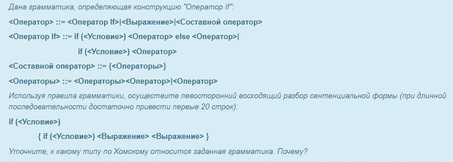 Дана грамматика, определяющая конструкцию "Оператор If":
<Оператор> ::= <Оператор If>|<Выражение>|<Составной оператор>
<Оператор If> ::= if (<Условие>) <Оператор> else <Оператор>|
if (<Условие>) <Оператор>
<Составной оператор> ::= {<Операторы>}
<Операторы> ::= <Операторы><Оператор>|<Оператор>
Используя правила грамматики, осуществите левосторонний восходящий разбор сентенциальной формы (при длинной
последовательности достаточно привести первые 20 строк):
if (<Условие>)
{ if (<Условие>) <Выражение> <Выражение> }
Уточните, к какому типу по Хомскому относится заданная грамматика. Почему?